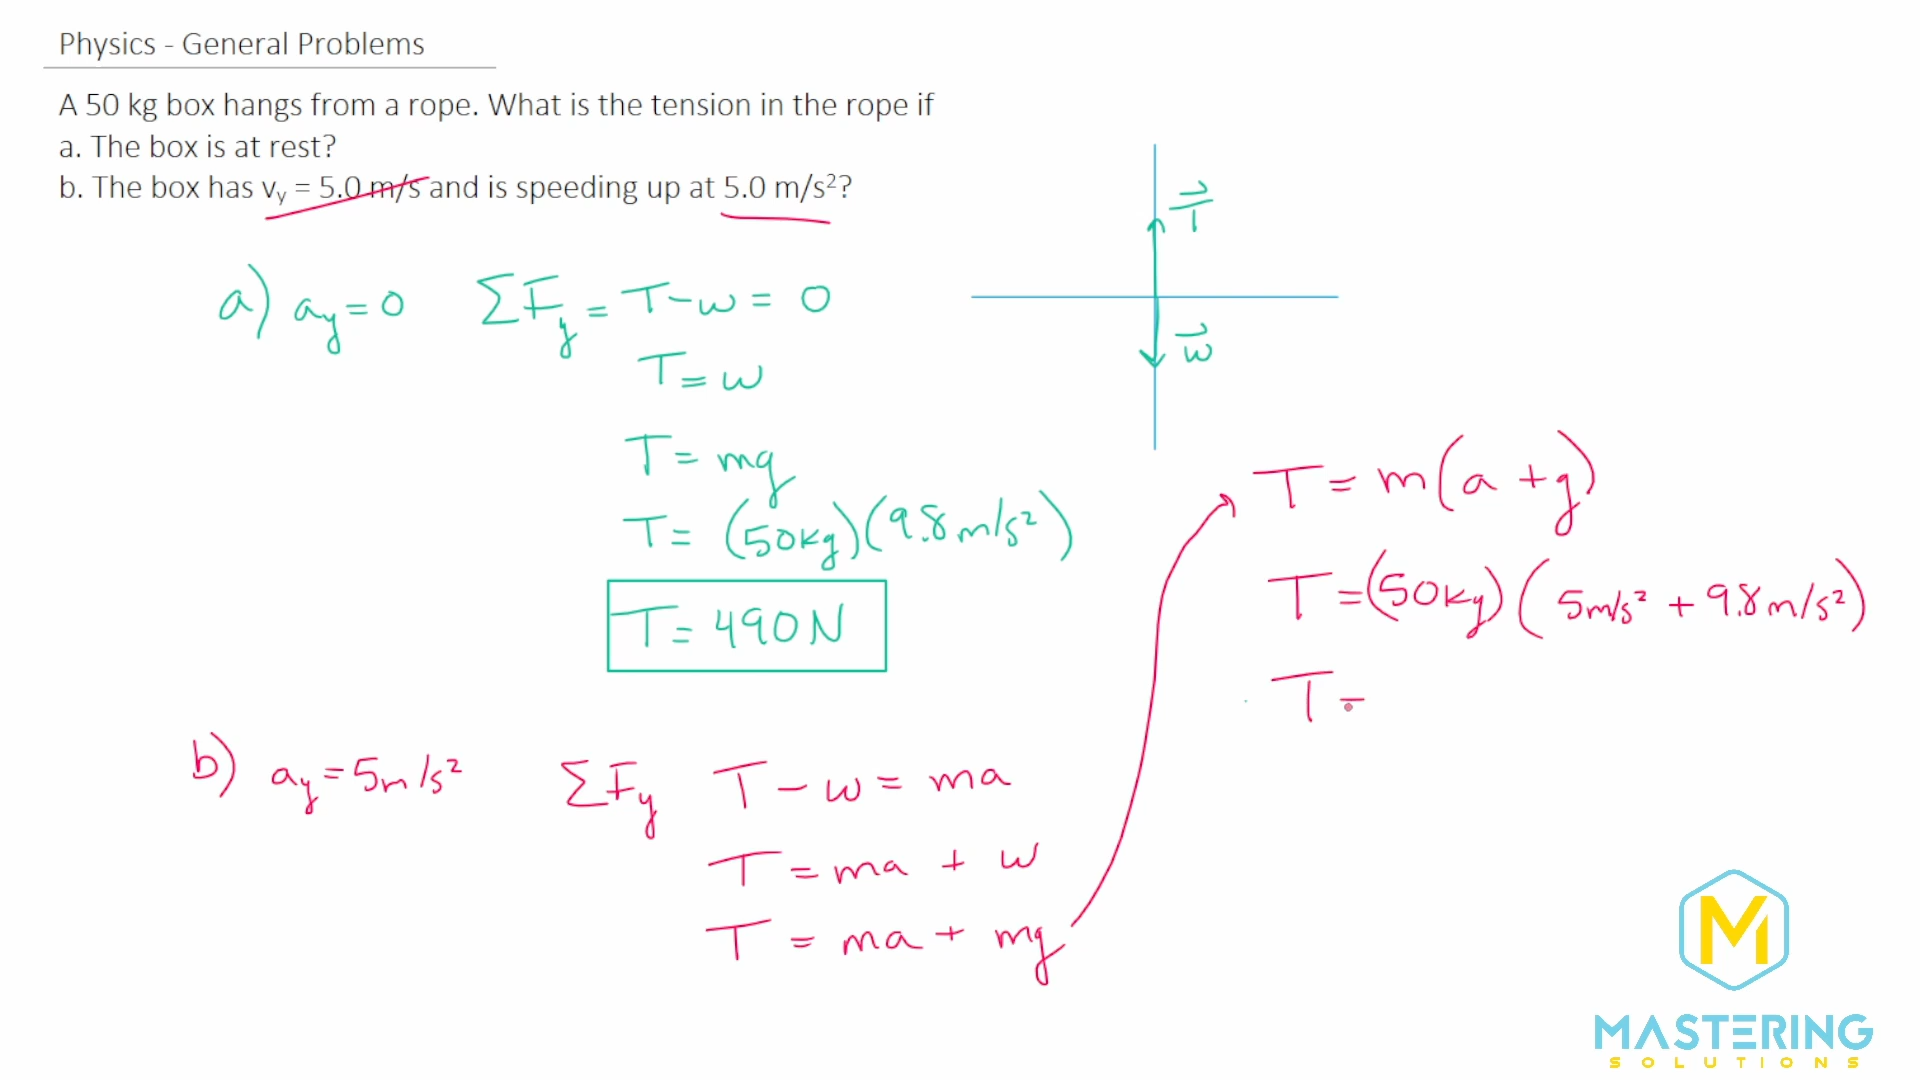 Physics - General Problems
A 50 kg box hangs from a rope. What is the tension in the rope if
a. The box is at rest?
b. The box has vy = 5.0 m/s and is speeding up at 5.0 m/s²?
T
w
a) ay = 0 ΣFy = T - w = 0
T = w
T = mg
T = (50kg)(9.8m/s²)
T = 490N
b) ay = 5m/s² ΣFy T - w = ma
T = ma + w
T = ma + mg
T = m(a + g)
T = (50kg)(5m/s² + 9.8m/s²)
T =
M
MASTERING
SOLUTIONS